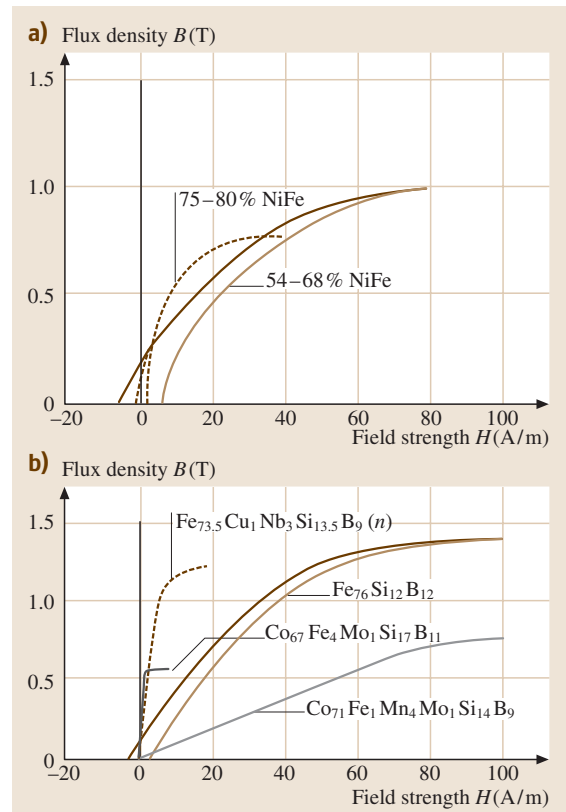 a) Flux density B(T)
1.5
1.0
0.5
0
75–80% NiFe
54–68% NiFe
−20 0 20 40 60 80 100
Field strength H(A/m)
b) Flux density B(T)
1.5
1.0
0.5
0
Fe₇₃.₅Cu₁Nb₃Si₁₃.₅B₉ (n)
Fe₇₆Si₁₂B₁₂
Co₆₇Fe₄Mo₁Si₁₇B₁₁
Co₇₁Fe₁Mn₄Mo₁Si₁₄B₉
−20 0 20 40 60 80 100
Field strength H(A/m)